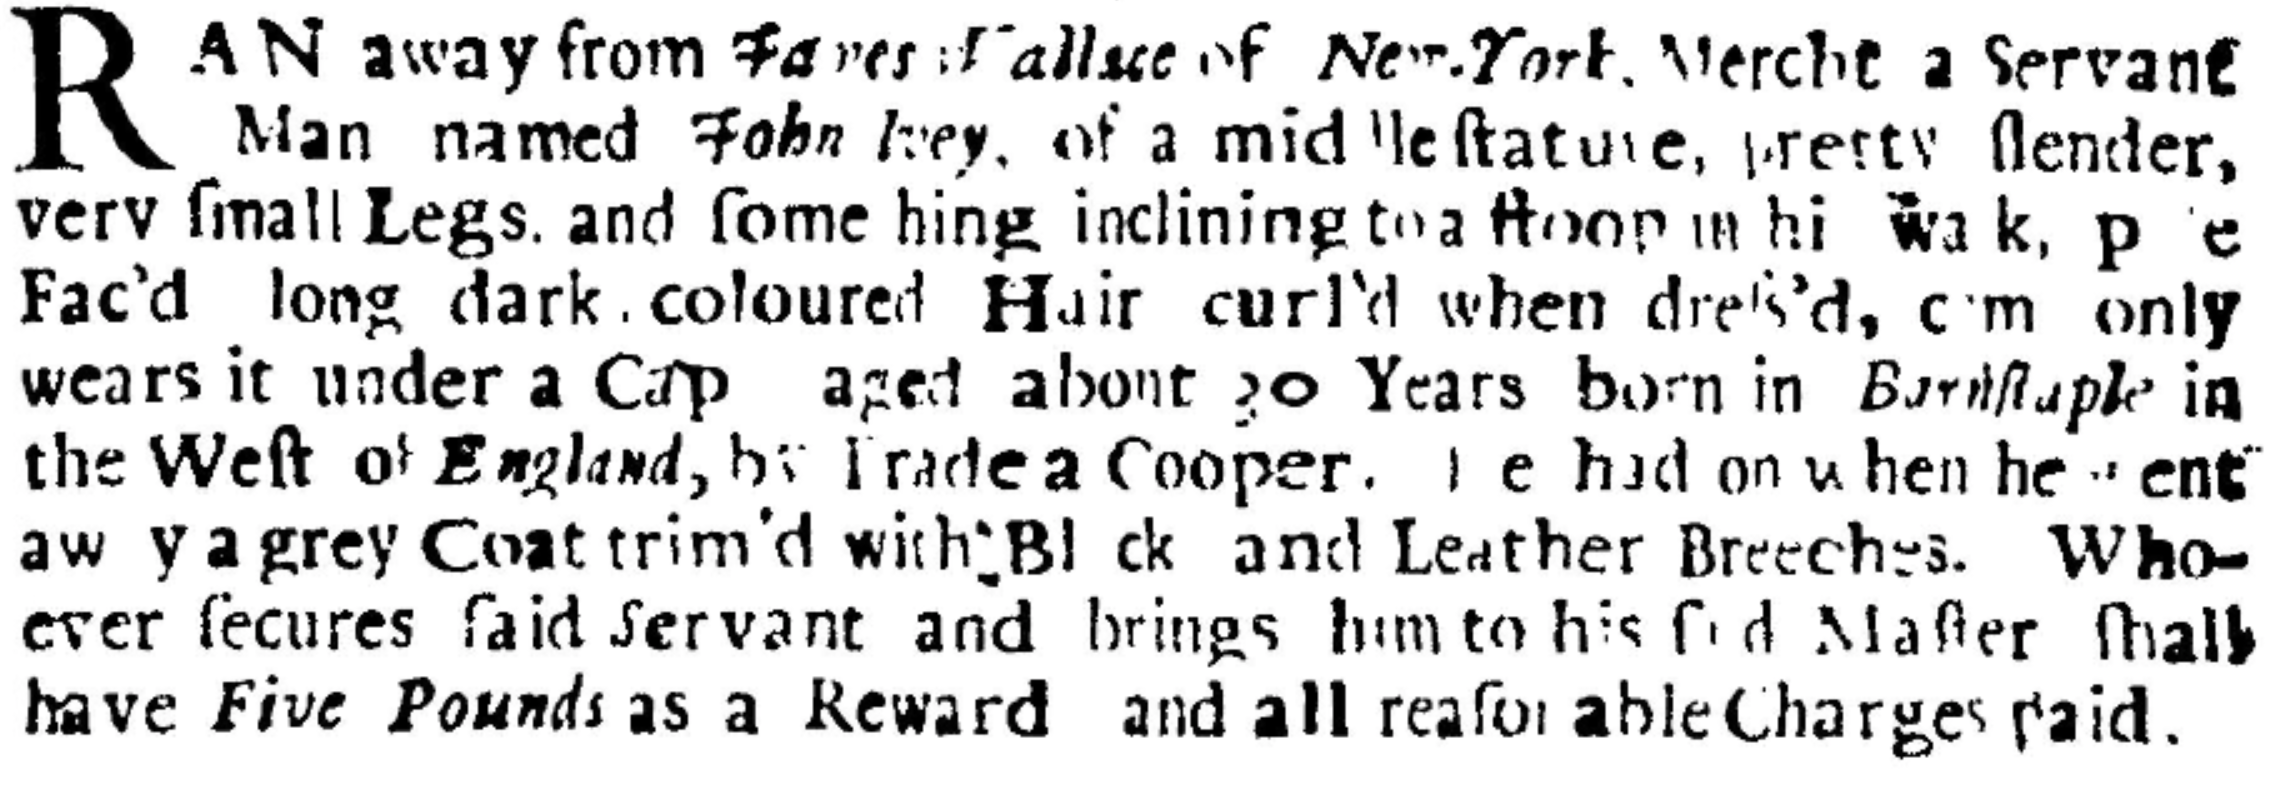 RAN away from James Wallace of New-York, Mercht a Servant
Man named John Ivey, of a middle ſtature, pretty ſlender,
very ſmall Legs, and ſomething inclining to a ſtoop in his walk, pale
Fac'd long dark coloured Hair curl'd when dreſs'd, com only
wears it under a Cap aged about 30 Years born in Barnſtaple in
the Weſt of England, by Trade a Cooper. He had on when he went
away a grey Coat trim'd with Black and Leather Breeches. Who-
ever ſecures ſaid Servant and brings him to his ſaid Maſter ſhall
have Five Pounds as a Reward and all reaſonable Charges paid.